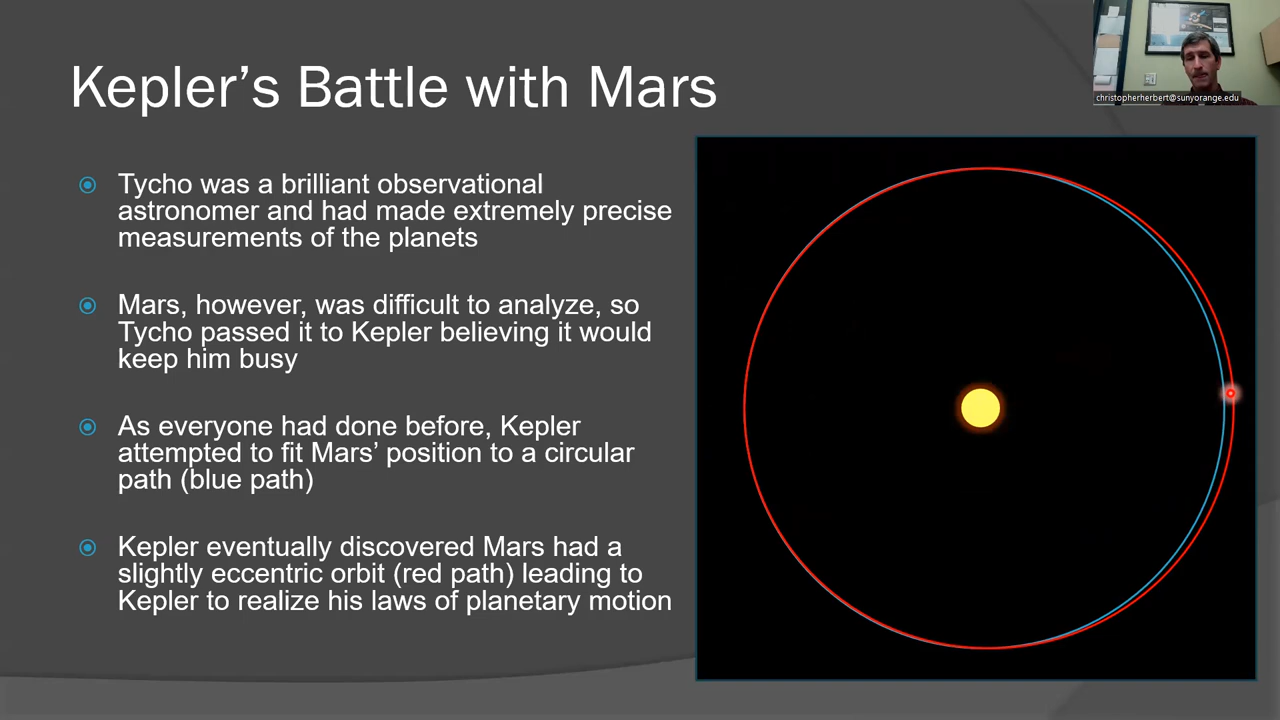 christopherherbert@sunyorange.edu
Kepler’s Battle with Mars
Tycho was a brilliant observational
astronomer and had made extremely precise
measurements of the planets
Mars, however, was difficult to analyze, so
Tycho passed it to Kepler believing it would
keep him busy
As everyone had done before, Kepler
attempted to fit Mars’ position to a circular
path (blue path)
Kepler eventually discovered Mars had a
slightly eccentric orbit (red path) leading to
Kepler to realize his laws of planetary motion